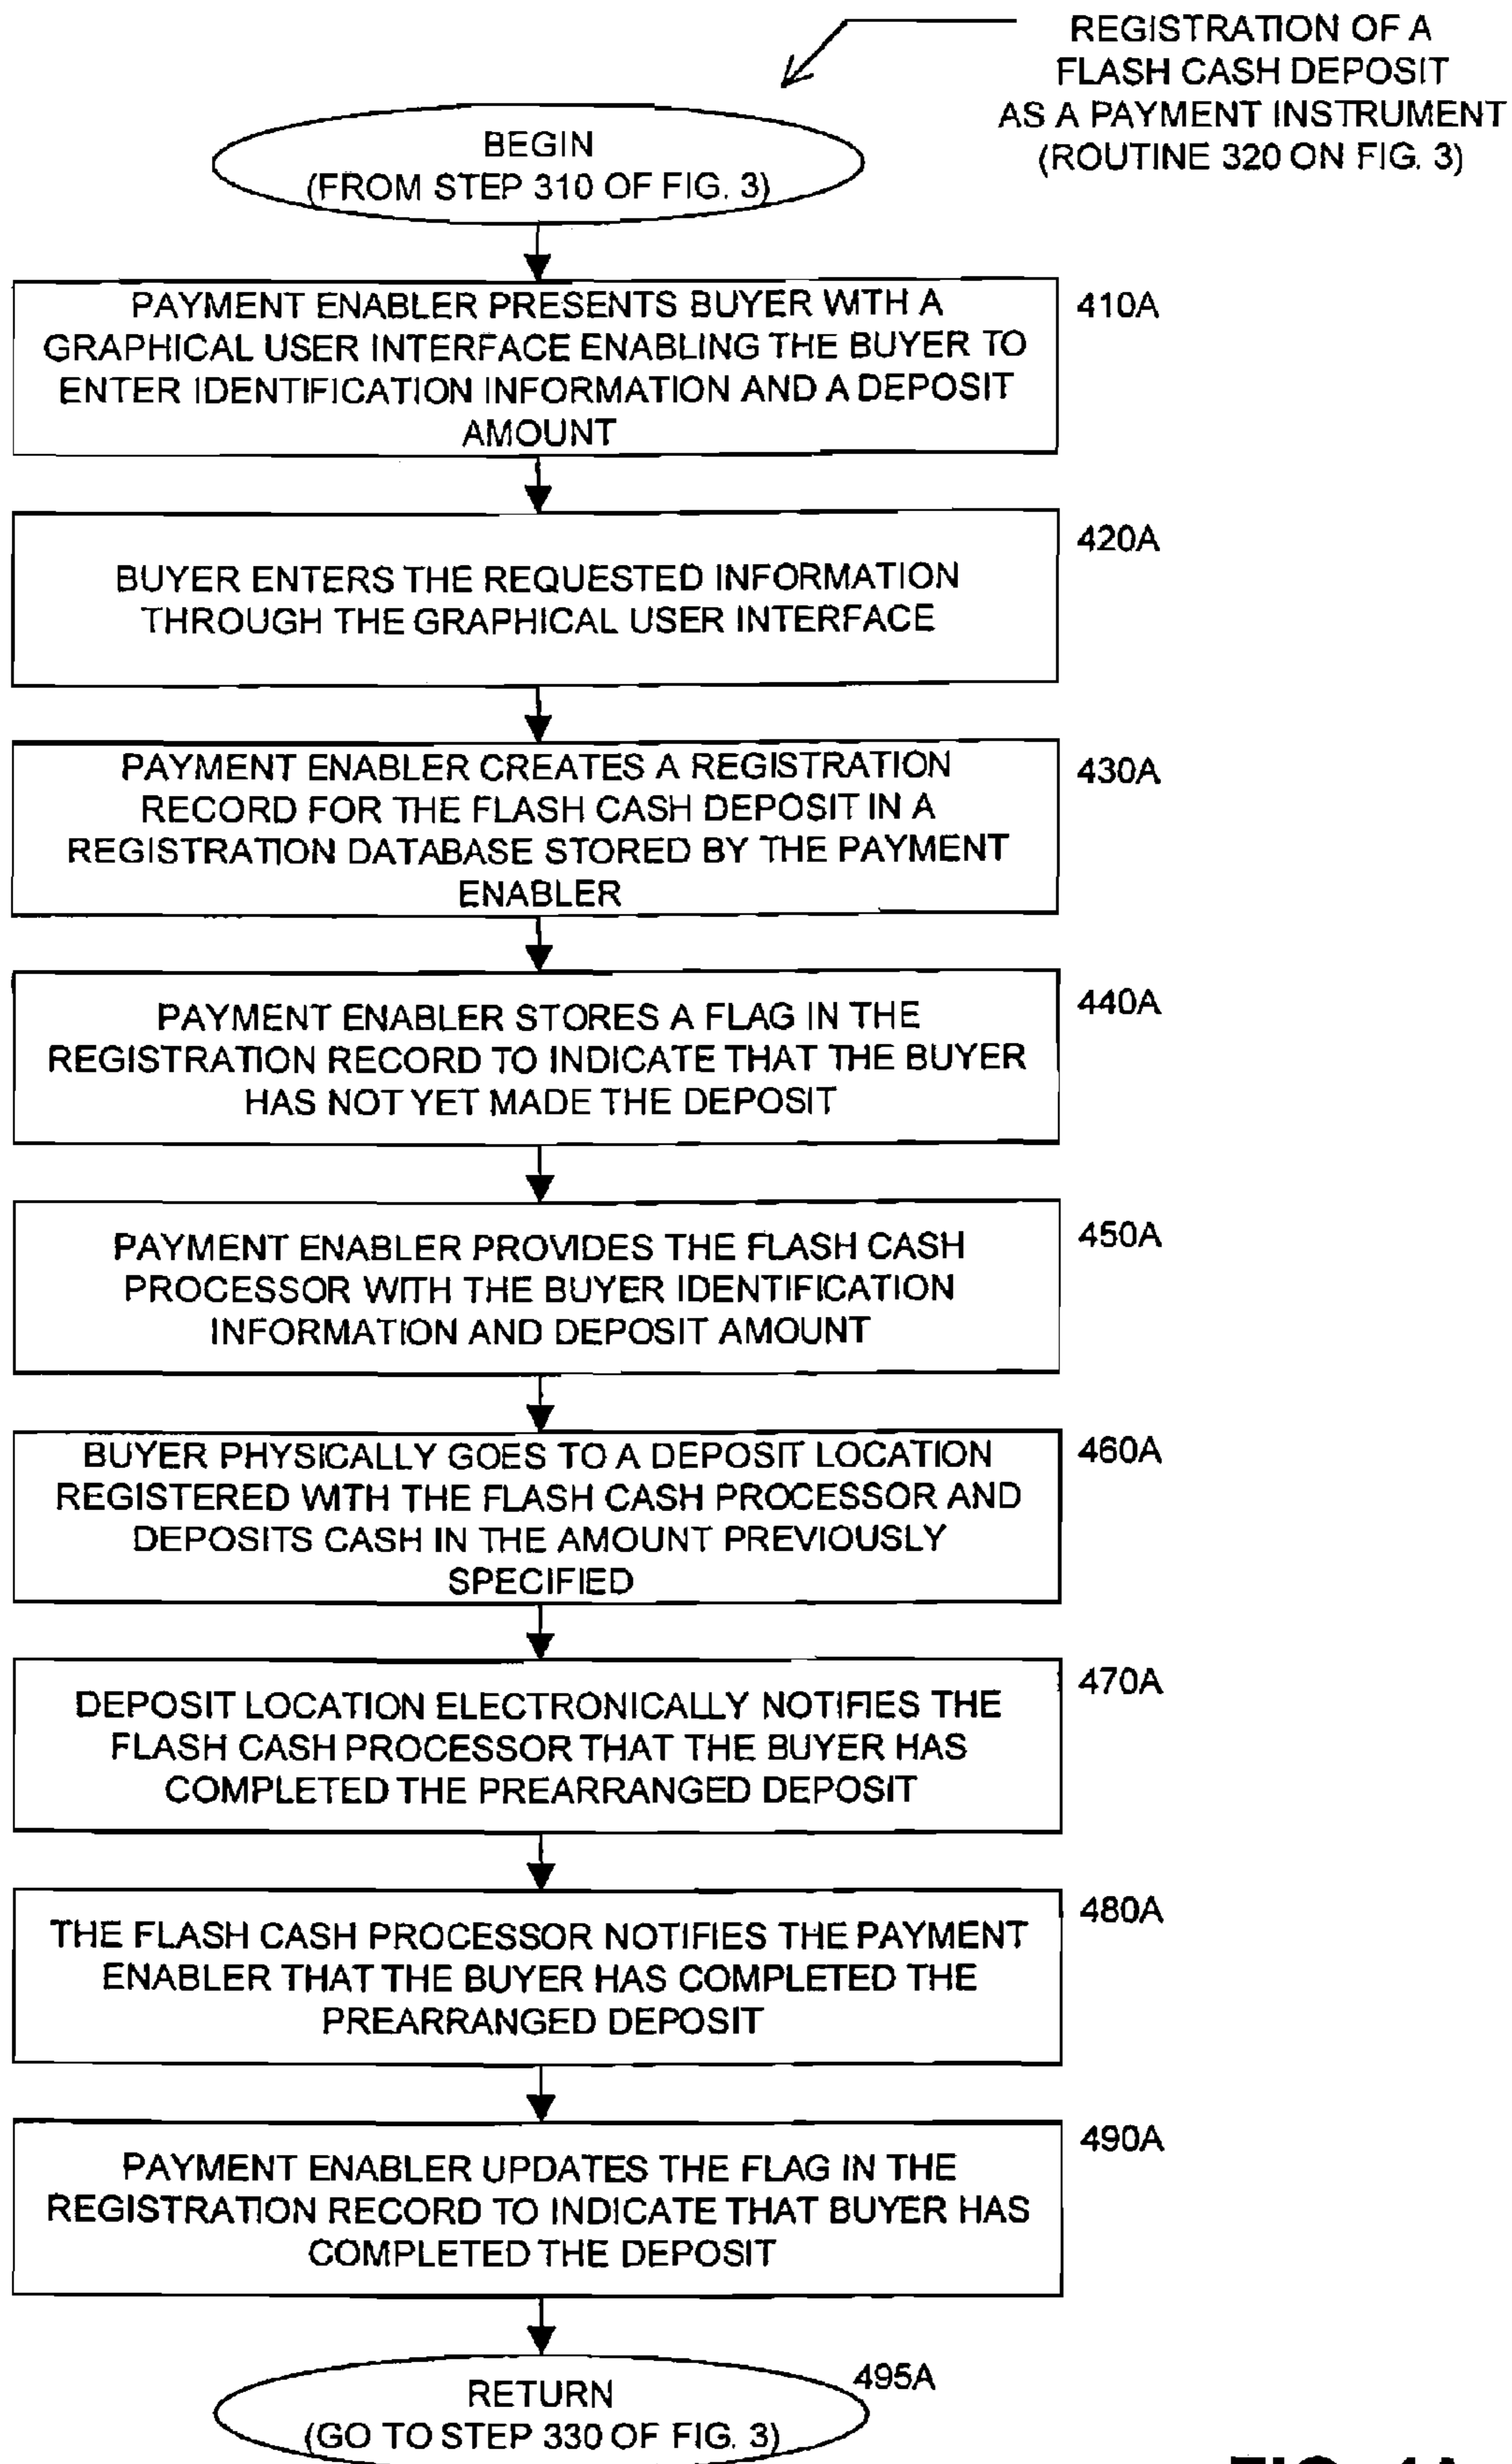 REGISTRATION OF A
FLASH CASH DEPOSIT
AS A PAYMENT INSTRUMENT
(ROUTINE 320 ON FIG. 3)
BEGIN
(FROM STEP 310 OF FIG. 3)
410A
PAYMENT ENABLER PRESENTS BUYER WITH A
GRAPHICAL USER INTERFACE ENABLING THE BUYER TO
ENTER IDENTIFICATION INFORMATION AND A DEPOSIT
AMOUNT
420A
BUYER ENTERS THE REQUESTED INFORMATION
THROUGH THE GRAPHICAL USER INTERFACE
430A
PAYMENT ENABLER CREATES A REGISTRATION
RECORD FOR THE FLASH CASH DEPOSIT IN A
REGISTRATION DATABASE STORED BY THE PAYMENT
ENABLER
440A
PAYMENT ENABLER STORES A FLAG IN THE
REGISTRATION RECORD TO INDICATE THAT THE BUYER
HAS NOT YET MADE THE DEPOSIT
450A
PAYMENT ENABLER PROVIDES THE FLASH CASH
PROCESSOR WITH THE BUYER IDENTIFICATION
INFORMATION AND DEPOSIT AMOUNT
460A
BUYER PHYSICALLY GOES TO A DEPOSIT LOCATION
REGISTERED WITH THE FLASH CASH PROCESSOR AND
DEPOSITS CASH IN THE AMOUNT PREVIOUSLY
SPECIFIED
470A
DEPOSIT LOCATION ELECTRONICALLY NOTIFIES THE
FLASH CASH PROCESSOR THAT THE BUYER HAS
COMPLETED THE PREARRANGED DEPOSIT
480A
THE FLASH CASH PROCESSOR NOTIFIES THE PAYMENT
ENABLER THAT THE BUYER HAS COMPLETED THE
PREARRANGED DEPOSIT
490A
PAYMENT ENABLER UPDATES THE FLAG IN THE
REGISTRATION RECORD TO INDICATE THAT BUYER HAS
COMPLETED THE DEPOSIT
495A
RETURN
(GO TO STEP 330 OF FIG. 3)